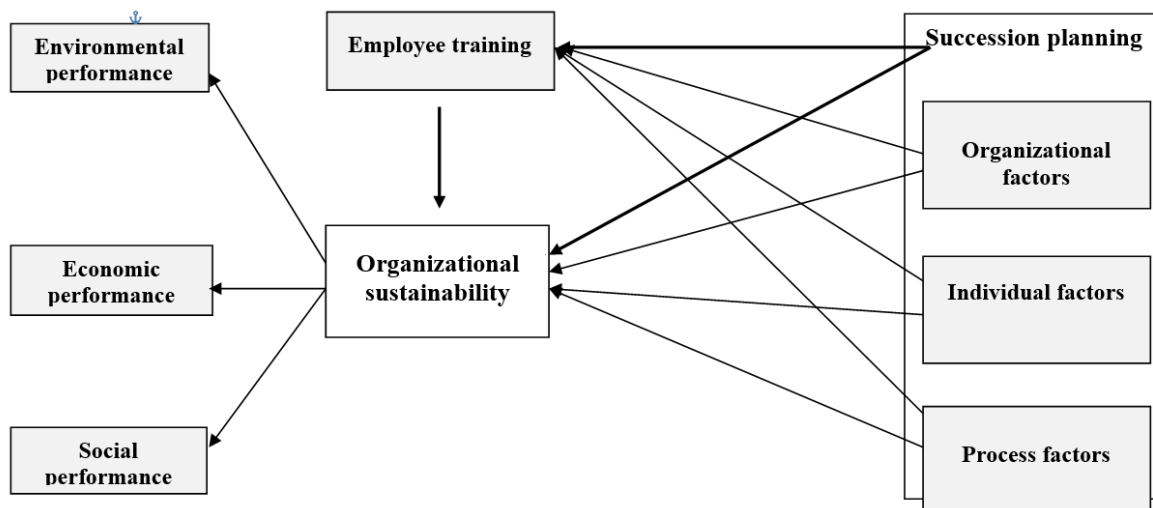 Environmental
performance
Employee training
Succession planning
Organizational
factors
Economic
performance
Organizational
sustainability
Individual factors
Social
performance
Process factors